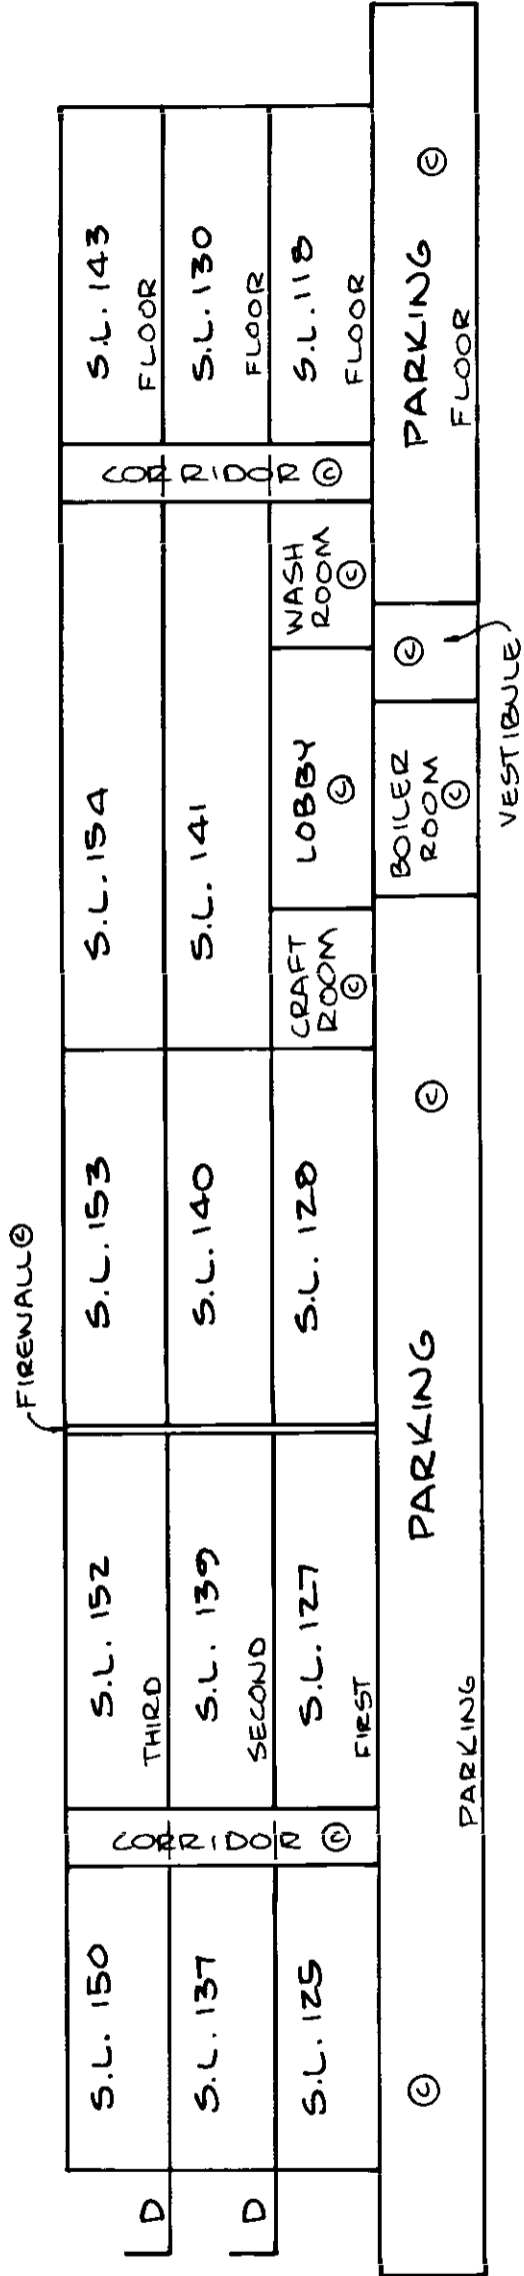 FIREWALL ©
S.L. 150
S.L. 152
S.L. 153
S.L. 154
S.L. 143
D
THIRD
FLOOR
CORRIDOR ©
CORRIDOR ©
S.L. 137
S.L. 139
S.L. 140
S.L. 141
S.L. 130
D
SECOND
FLOOR
S.L. 125
S.L. 127
S.L. 128
CRAFT
ROOM
©
LOBBY
©
WASH
ROOM
©
S.L. 118
FIRST
FLOOR
©
PARKING
©
BOILER
ROOM
©
©
PARKING
©
PARKING
FLOOR
VESTIBULE